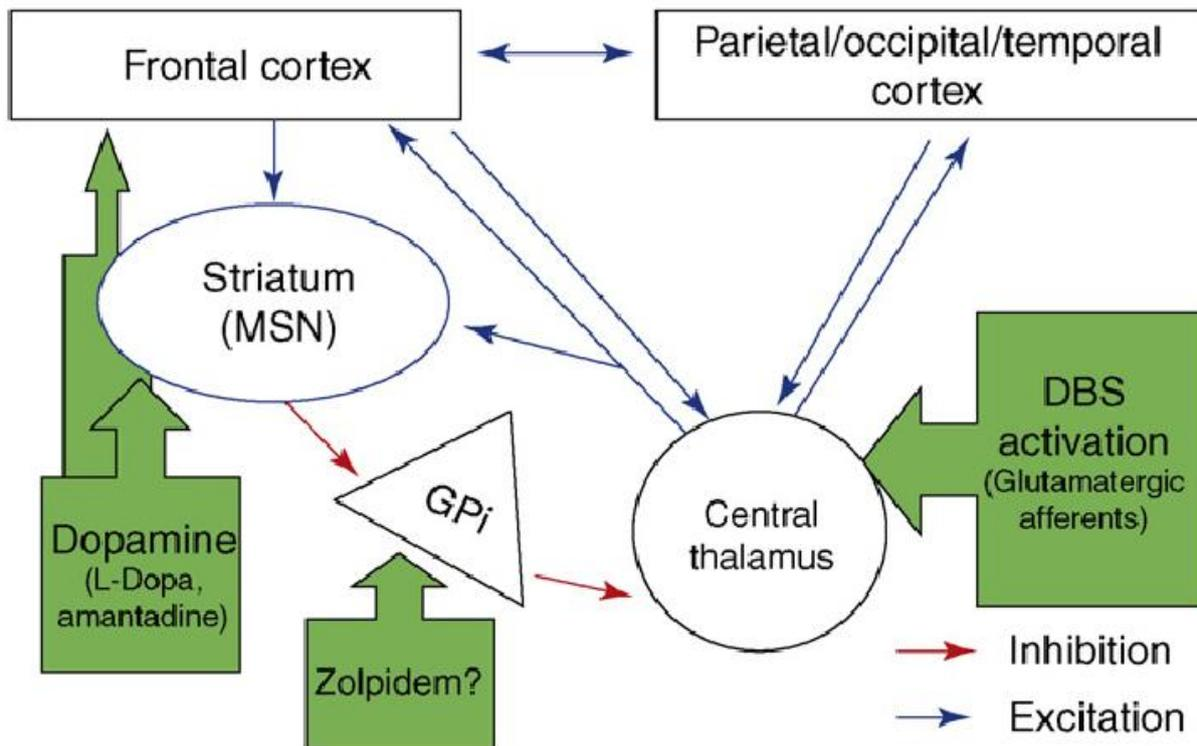 Frontal cortex
Parietal/occipital/temporal
cortex
Striatum
(MSN)
DBS
activation
(Glutamatergic
afferents)
GPi
Central
thalamus
Dopamine
(L-Dopa,
amantadine)
Zolpidem?
Inhibition
Excitation